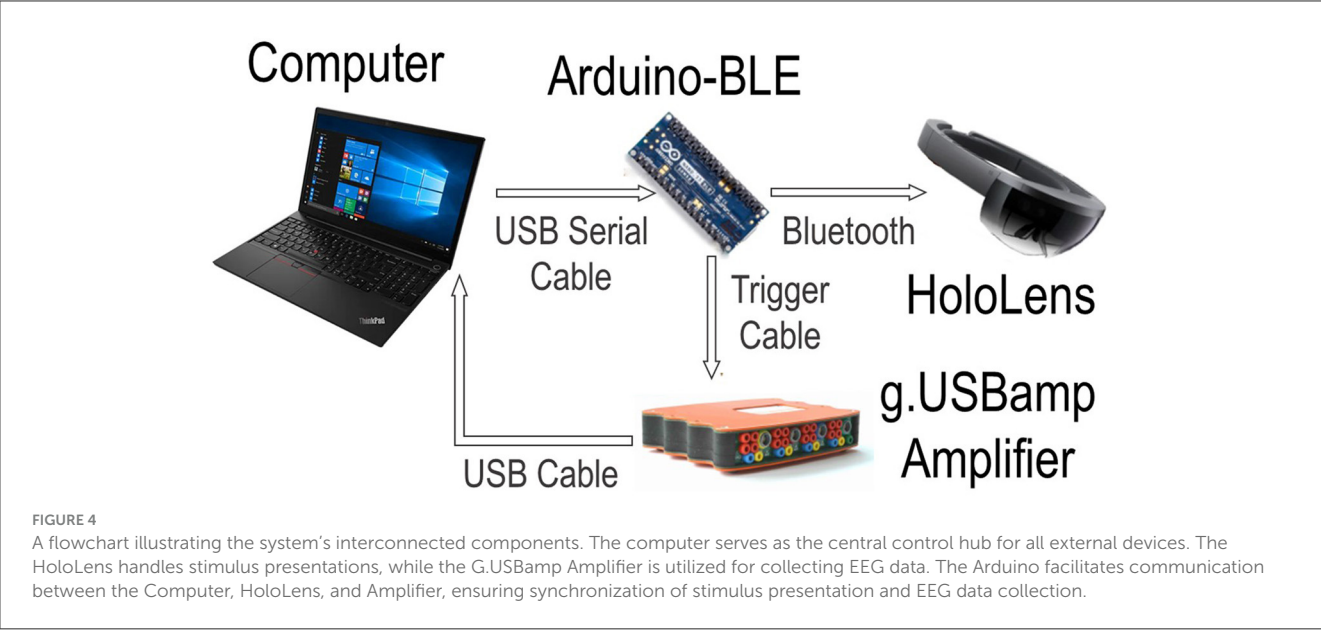 Computer
Arduino-BLE
USB Serial
Cable
Bluetooth
HoloLens
Trigger
Cable
g.USBamp
Amplifier
USB Cable
ThinkPad
FIGURE 4
A flowchart illustrating the system's interconnected components. The computer serves as the central control hub for all external devices. The
HoloLens handles stimulus presentations, while the G.USBamp Amplifier is utilized for collecting EEG data. The Arduino facilitates communication
between the Computer, HoloLens, and Amplifier, ensuring synchronization of stimulus presentation and EEG data collection.